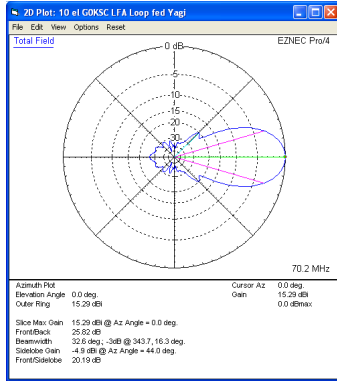 2D Plot: 10 el G0KSC LFA Loop fed Yagi
File Edit View Options Reset
Total Field
EZNEC Pro/4
0 dB
-5
-10
-15
-20
-30
70.2 MHz
Azimuth Plot
Elevation Angle 0.0 deg.
Outer Ring 15.29 dBi
Cursor Az 0.0 deg.
Gain 15.29 dBi
0.0 dBmax
Slice Max Gain 15.29 dBi @ Az Angle = 0.0 deg.
Front/Back 25.82 dB
Beamwidth 32.6 deg.; -3dB @ 343.7, 16.3 deg.
Sidelobe Gain -4.9 dBi @ Az Angle = 44.0 deg.
Front/Sidelobe 20.19 dB